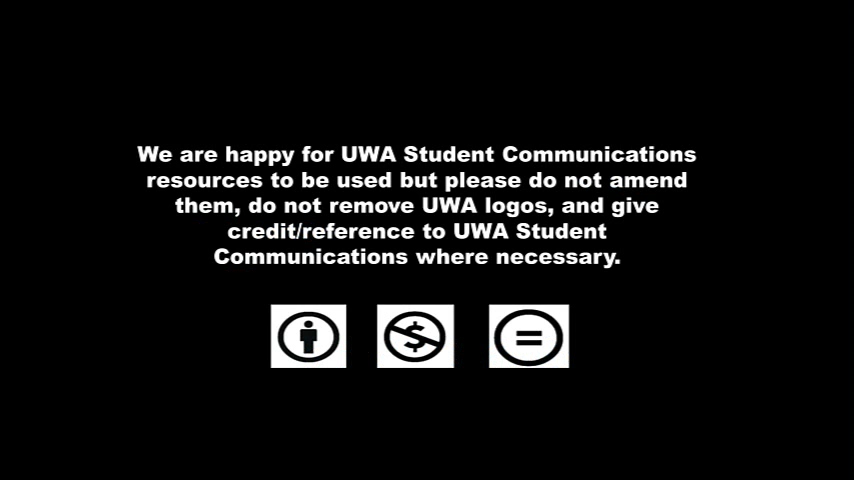 We are happy for UWA Student Communications
resources to be used but please do not amend
them, do not remove UWA logos, and give
credit/reference to UWA Student
Communications where necessary.